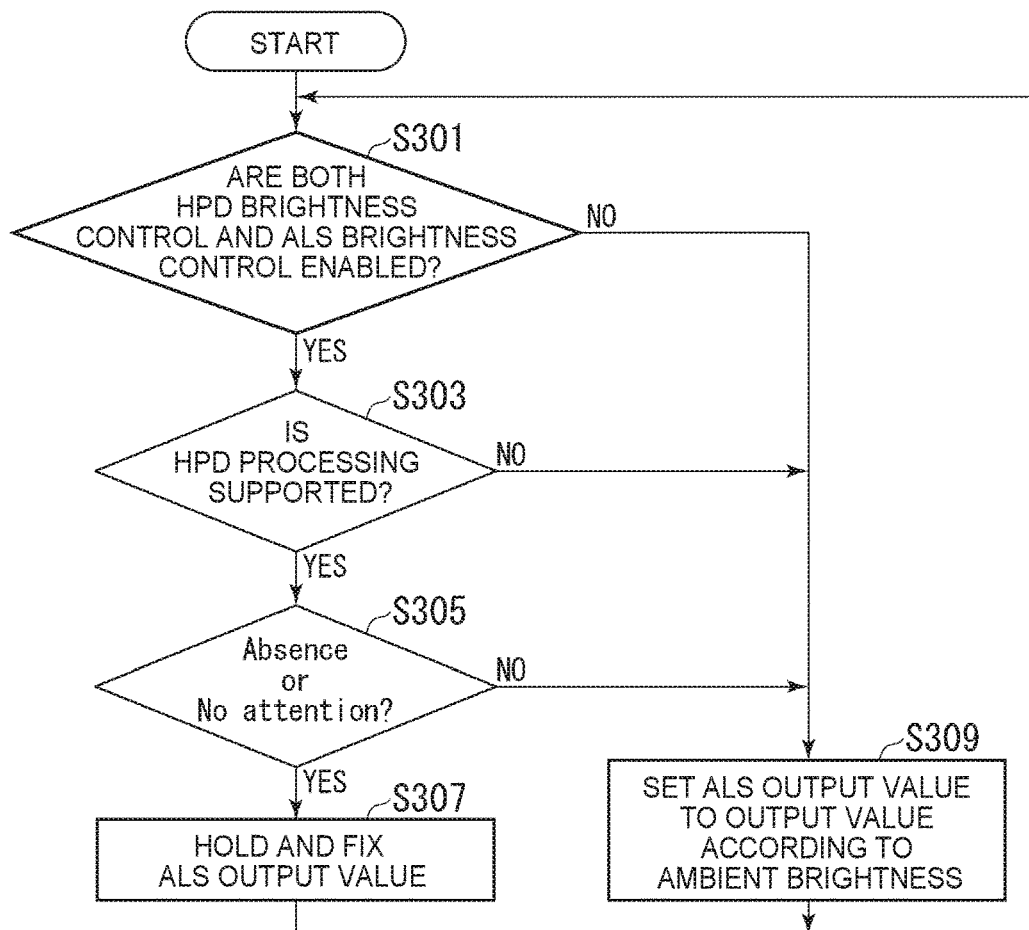 START
S301
ARE BOTH
HPD BRIGHTNESS
CONTROL AND ALS BRIGHTNESS
CONTROL ENABLED?
NO
YES
S303
IS
HPD PROCESSING
SUPPORTED?
NO
YES
S305
Absence
or
No attention?
NO
YES
S307
HOLD AND FIX
ALS OUTPUT VALUE
S309
SET ALS OUTPUT VALUE
TO OUTPUT VALUE
ACCORDING TO
AMBIENT BRIGHTNESS